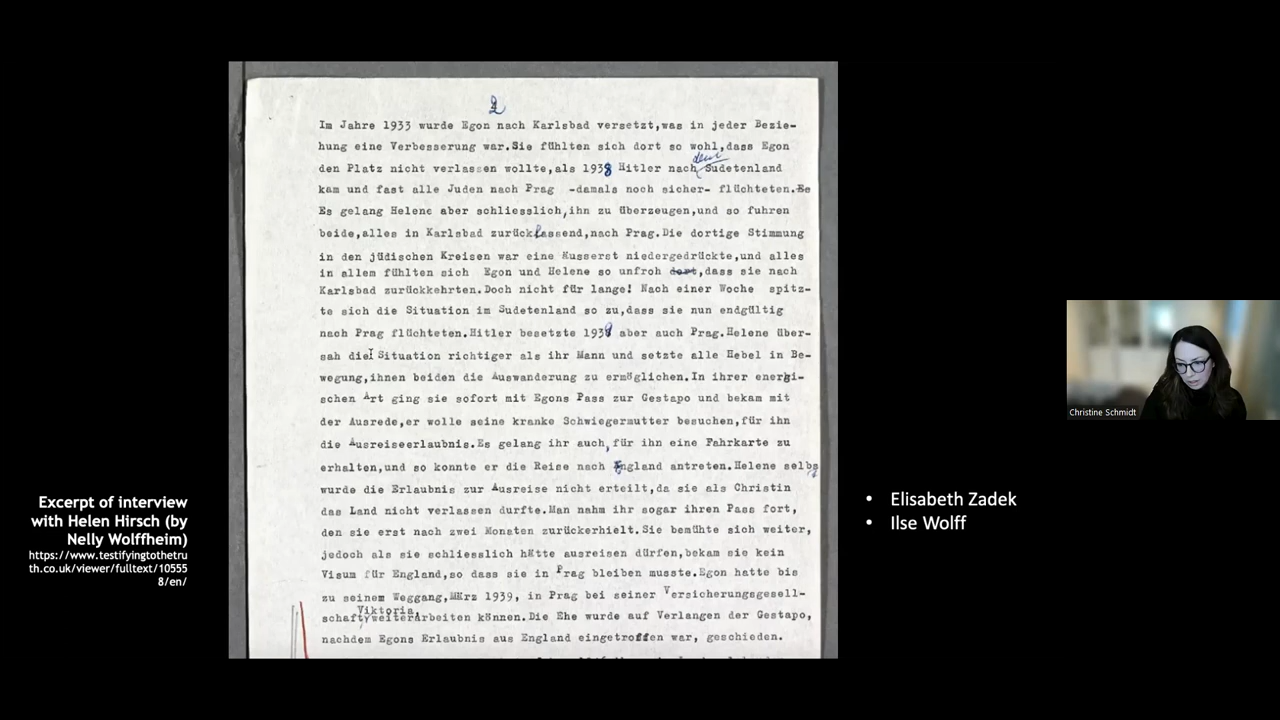 2
Im Jahre 1933 wurde Egon nach Karlsbad versetzt,was in jeder Bezie-
hung eine Verbesserung war.Sie fühlten sich dort so wohl,dass Egon
dem
den Platz nicht verlassen wollte,als 1938 Hitler nach Sudetenland
kam und fast alle Juden nach Prag -damals noch sicher- flüchteten.Es
Es gelang Helene aber schliesslich,ihn zu überzeugen,und so fuhren
beide,alles in Karlsbad zurücklassend,nach Prag.Die dortige Stimmung
in den jüdischen Kreisen war eine Äusserst niedergedrückte,und alles
in allem fühlten sich Egon und Helene so unfroh dort,dass sie nach
Karlsbad zurückkehrten.Doch nicht für lange! Nach einer Woche spitz-
te sich die Situation im Sudetenland so zu,dass sie nun endgültig
nach Prag flüchteten.Hitler besetzte 1939 aber auch Prag.Helene über-
sah die Situation richtiger als ihr Mann und setzte alle Hebel in Be-
wegung,ihnen beiden die Auswanderung zu ermöglichen.In ihrer energi-
schen Art ging sie sofort mit Egons Pass zur Gestapo und bekam mit
der Ausrede,er wolle seine kranke Schwiegermutter besuchen,für ihn
die Ausreiseerlaubnis.Es gelang ihr auch,für ihn eine Fahrkarte zu
erhalten,und so konnte er die Reise nach England antreten.Helene selbst
wurde die Erlaubnis zur Ausreise nicht erteilt,da sie als Christin
das Land nicht verlassen durfte.Man nahm ihr sogar ihren Pass fort,
den sie erst nach zwei Monaten zurückerhielt.Sie bemühte sich weiter,
jedoch als sie schliesslich hätte ausreisen dürfen,bekam sie kein
Visum für England,so dass sie in Prag bleiben musste.Egon hatte bis
zu seinem Weggang,März 1939, in Prag bei seiner Versicherungsgesell-
Viktoria,
schaft weiterarbeiten können.Die Ehe wurde auf Verlangen der Gestapo,
nachdem Egons Erlaubnis aus England eingetroffen war, geschieden.
Excerpt of interview
with Helen Hirsch (by
Nelly Wolffheim)
https://www.testifyingtothetru
th.co.uk/viewer/fulltext/10555
8/en/
• Elisabeth Zadek
• Ilse Wolff
Christine Schmidt